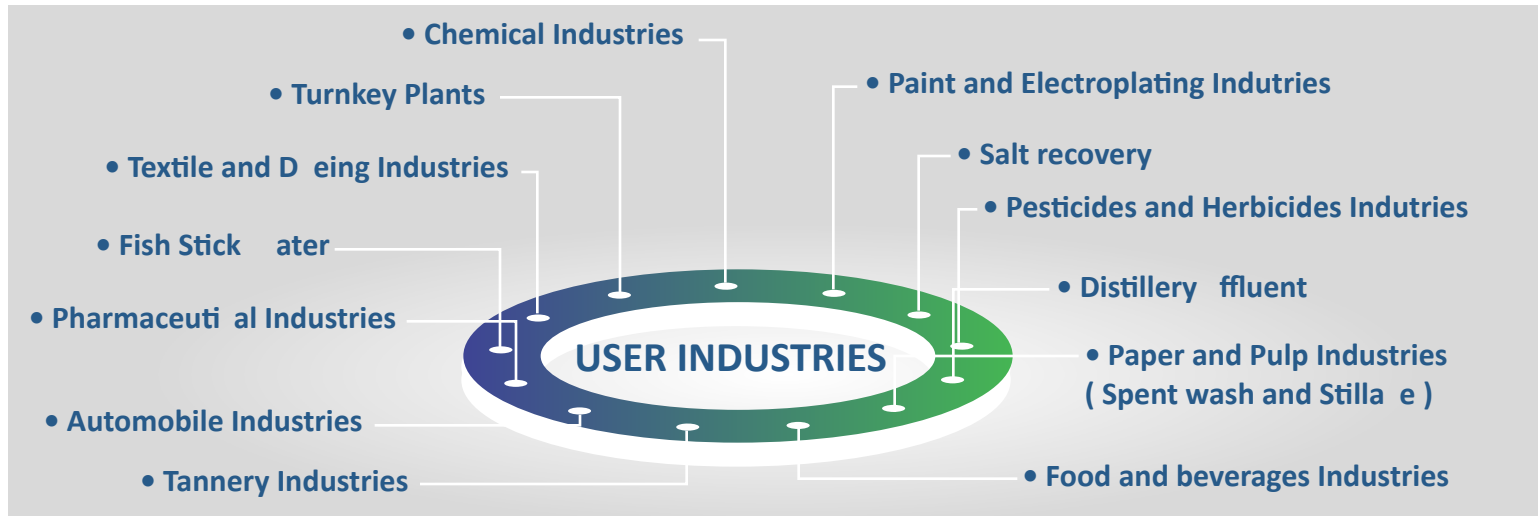 • Chemical Industries
• Turnkey Plants
• Textile and D eing Industries
• Fish Stick ater
• Pharmaceuti al Industries
• Automobile Industries
• Tannery Industries
USER INDUSTRIES
• Paint and Electroplating Indutries
• Salt recovery
• Pesticides and Herbicides Indutries
• Distillery ffluent
• Paper and Pulp Industries
( Spent wash and Stilla e )
• Food and beverages Industries